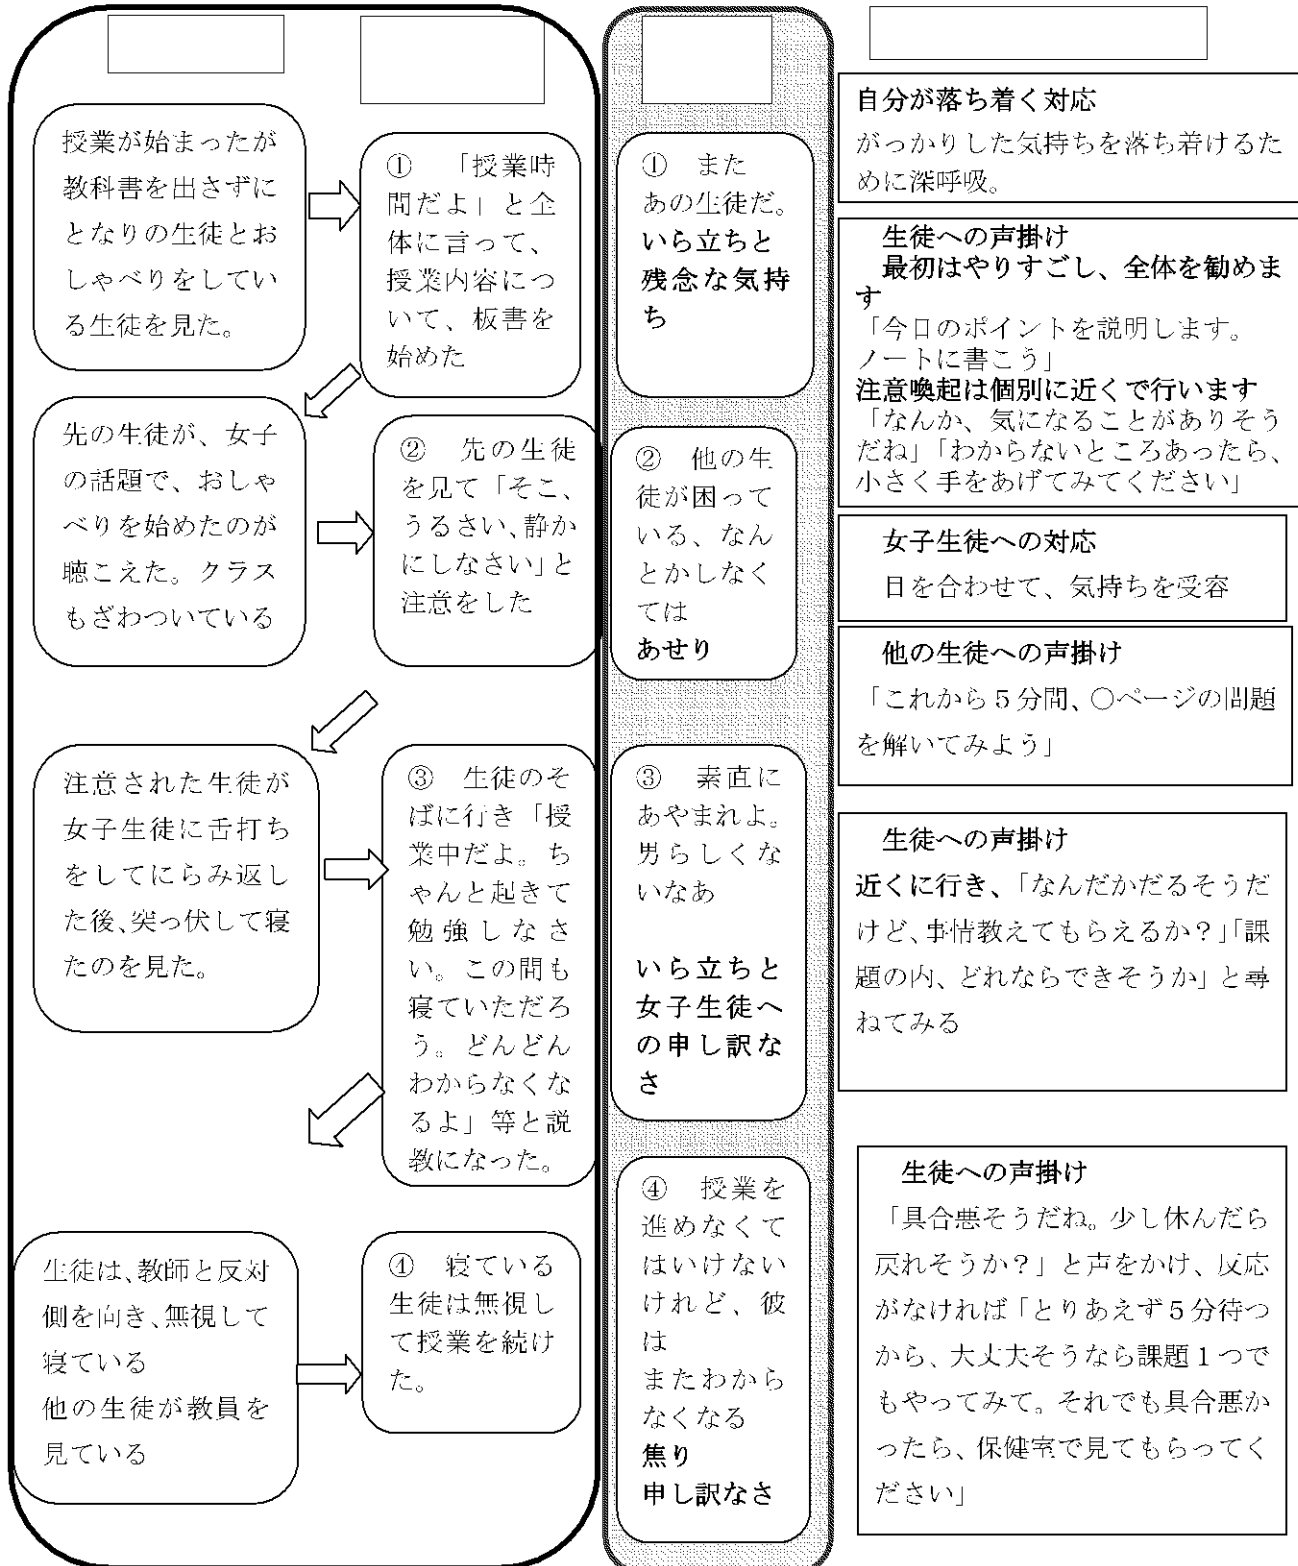 授業が始まったが
教科書を出さずに
となりの生徒とお
しゃべりをしてい
る生徒を見た。
① 「授業時
間だよ」と全
体に言って、
授業内容につ
いて、板書を
始めた
先の生徒が、女子
の話題で、おしゃ
べりを始めたのが
聴こえた。クラス
もざわついている
② 先の生徒
を見て「そこ、
うるさい、静か
にしなさい」と
注意をした
注意された生徒が
女子生徒に舌打ち
をしてにらみ返し
た後、突っ伏して寝
たのを見た。
③ 生徒のそ
ばに行き「授
業中だよ。ち
ゃんと起きて
勉強しなさ
い。この間も
寝ていただろ
う。どんどん
わからなくな
るよ」等と説
教になった。
生徒は、教師と反対
側を向き、無視して
寝ている
他の生徒が教員を
見ている
④ 寝ている
生徒は無視し
て授業を続け
た。
① また
あの生徒だ。
いら立ちと
残念な気持
ち
② 他の生
徒が困って
いる、なん
とかしなく
ては
あせり
③ 素直に
あやまれよ。
男らしくな
いなあ
いら立ちと
女子生徒へ
の申し訳な
さ
④ 授業を
進めなくて
はいけない
けれど、彼
は
またわから
なくなる
焦り
申し訳なさ
自分が落ち着く対応
がっかりした気持ちを落ち着けるた
めに深呼吸。
生徒への声掛け
最初はやりすごし、全体を勧めま
す
「今日のポイントを説明します。
ノートに書こう」
注意喚起は個別に近くで行います
「なんか、気になることがありそう
だね」「わからないところあったら、
小さく手をあげてみてください」
女子生徒への対応
目を合わせて、気持ちを受容
他の生徒への声掛け
「これから5分間、○ページの問題
を解いてみよう」
生徒への声掛け
近くに行き、「なんだかだるそうだ
けど、事情教えてもらえるか？」「課
題の内、どれならできそうか」と尋
ねてみる
生徒への声掛け
「具合悪そうだね。少し休んだら
戻れそうか？」と声をかけ、反応
がなければ「とりあえず5分待つ
から、大丈夫そうなら課題1つで
もやってみて。それでも具合悪か
ったら、保健室で見てもらってく
ださい」